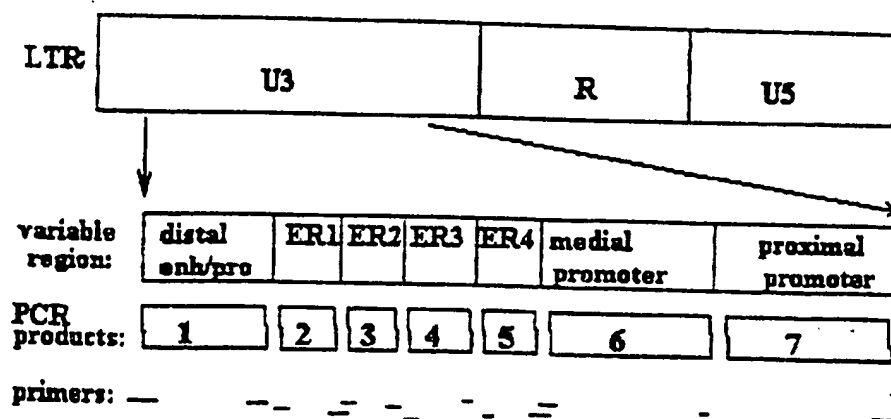 LTR:
U3 R U5
variable region:
distal enh/pro ER1 ER2 ER3 ER4 medial promoter proximal promoter
PCR products:
1 2 3 4 5 6 7
primers: